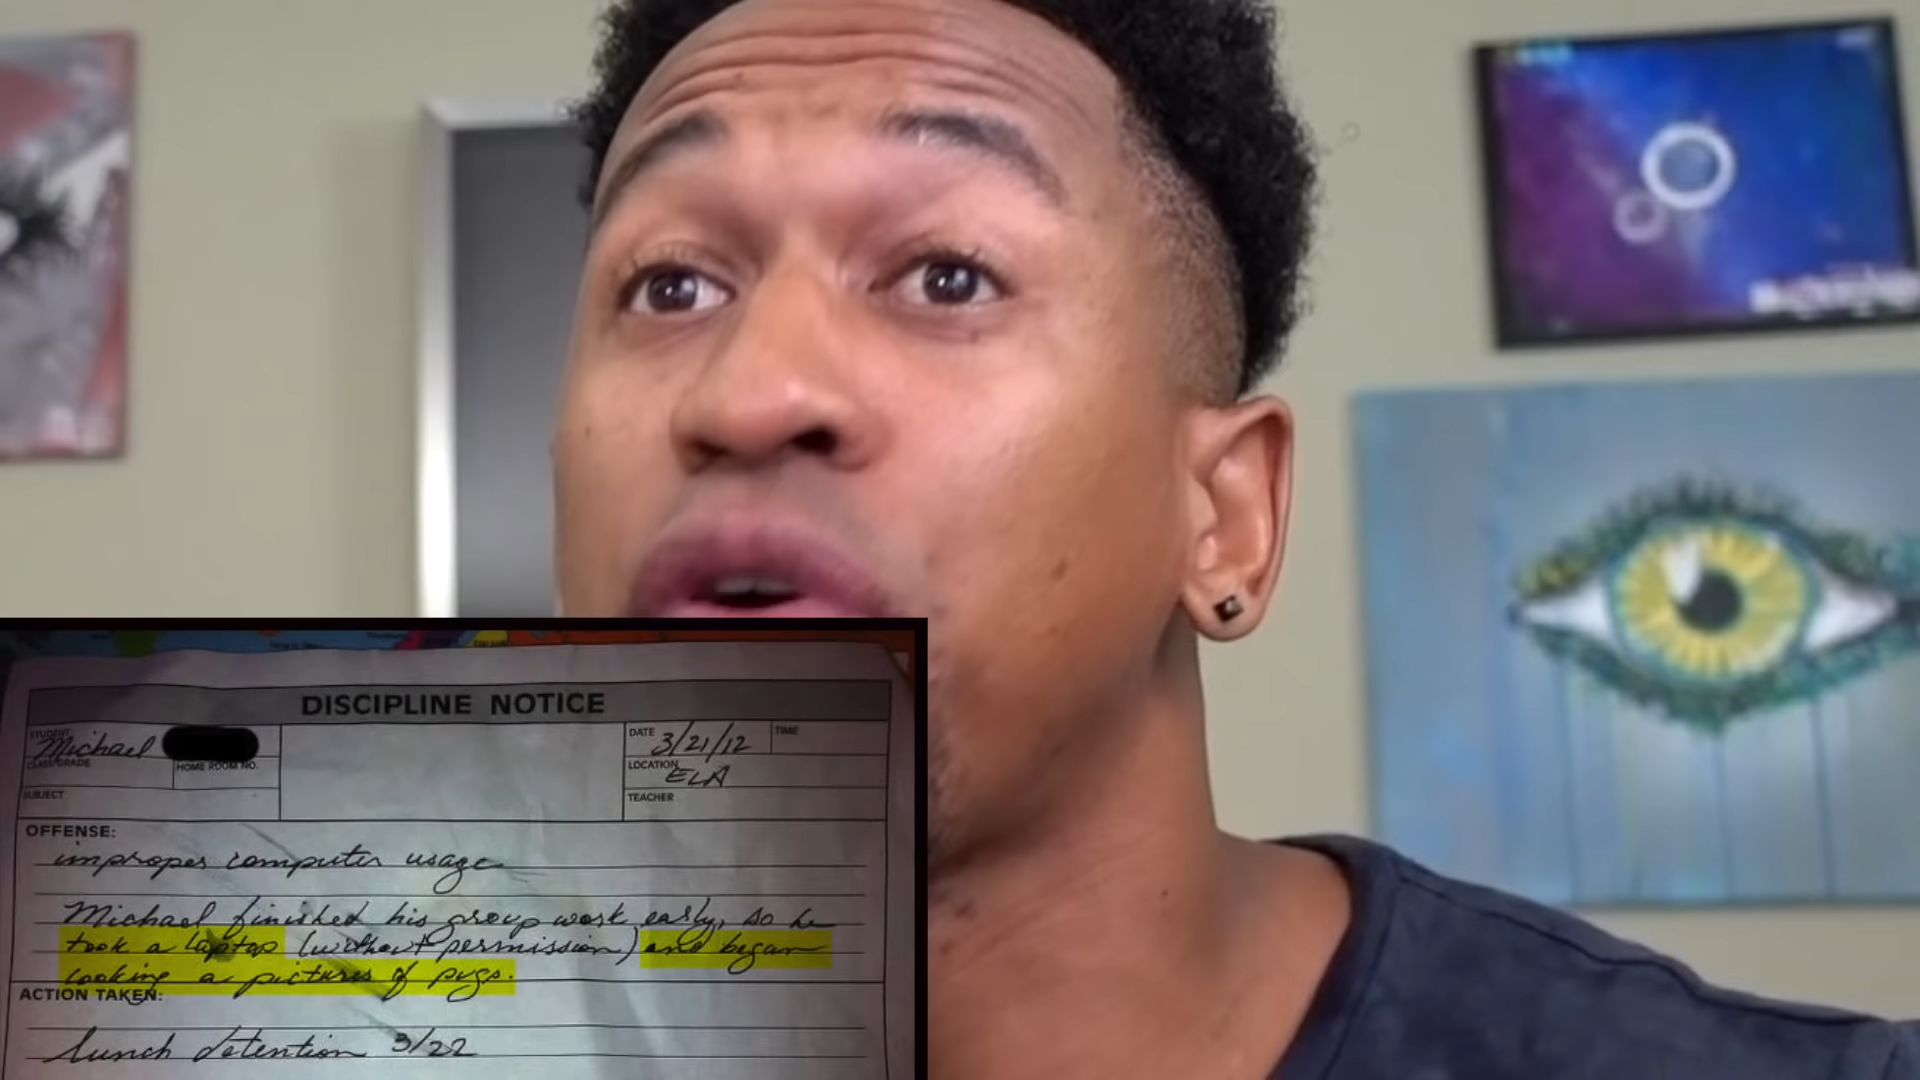 DISCIPLINE NOTICE
STUDENT
Michael
DATE 3/21/12 TIME
CLASS/GRADE HOME ROOM NO.
LOCATION ELA
SUBJECT
TEACHER
OFFENSE:
improper computer usage
Michael finished his group work early, so he
took a laptop (without permission) and began
looking a pictures of pugs.
ACTION TAKEN:
lunch detention 3/22